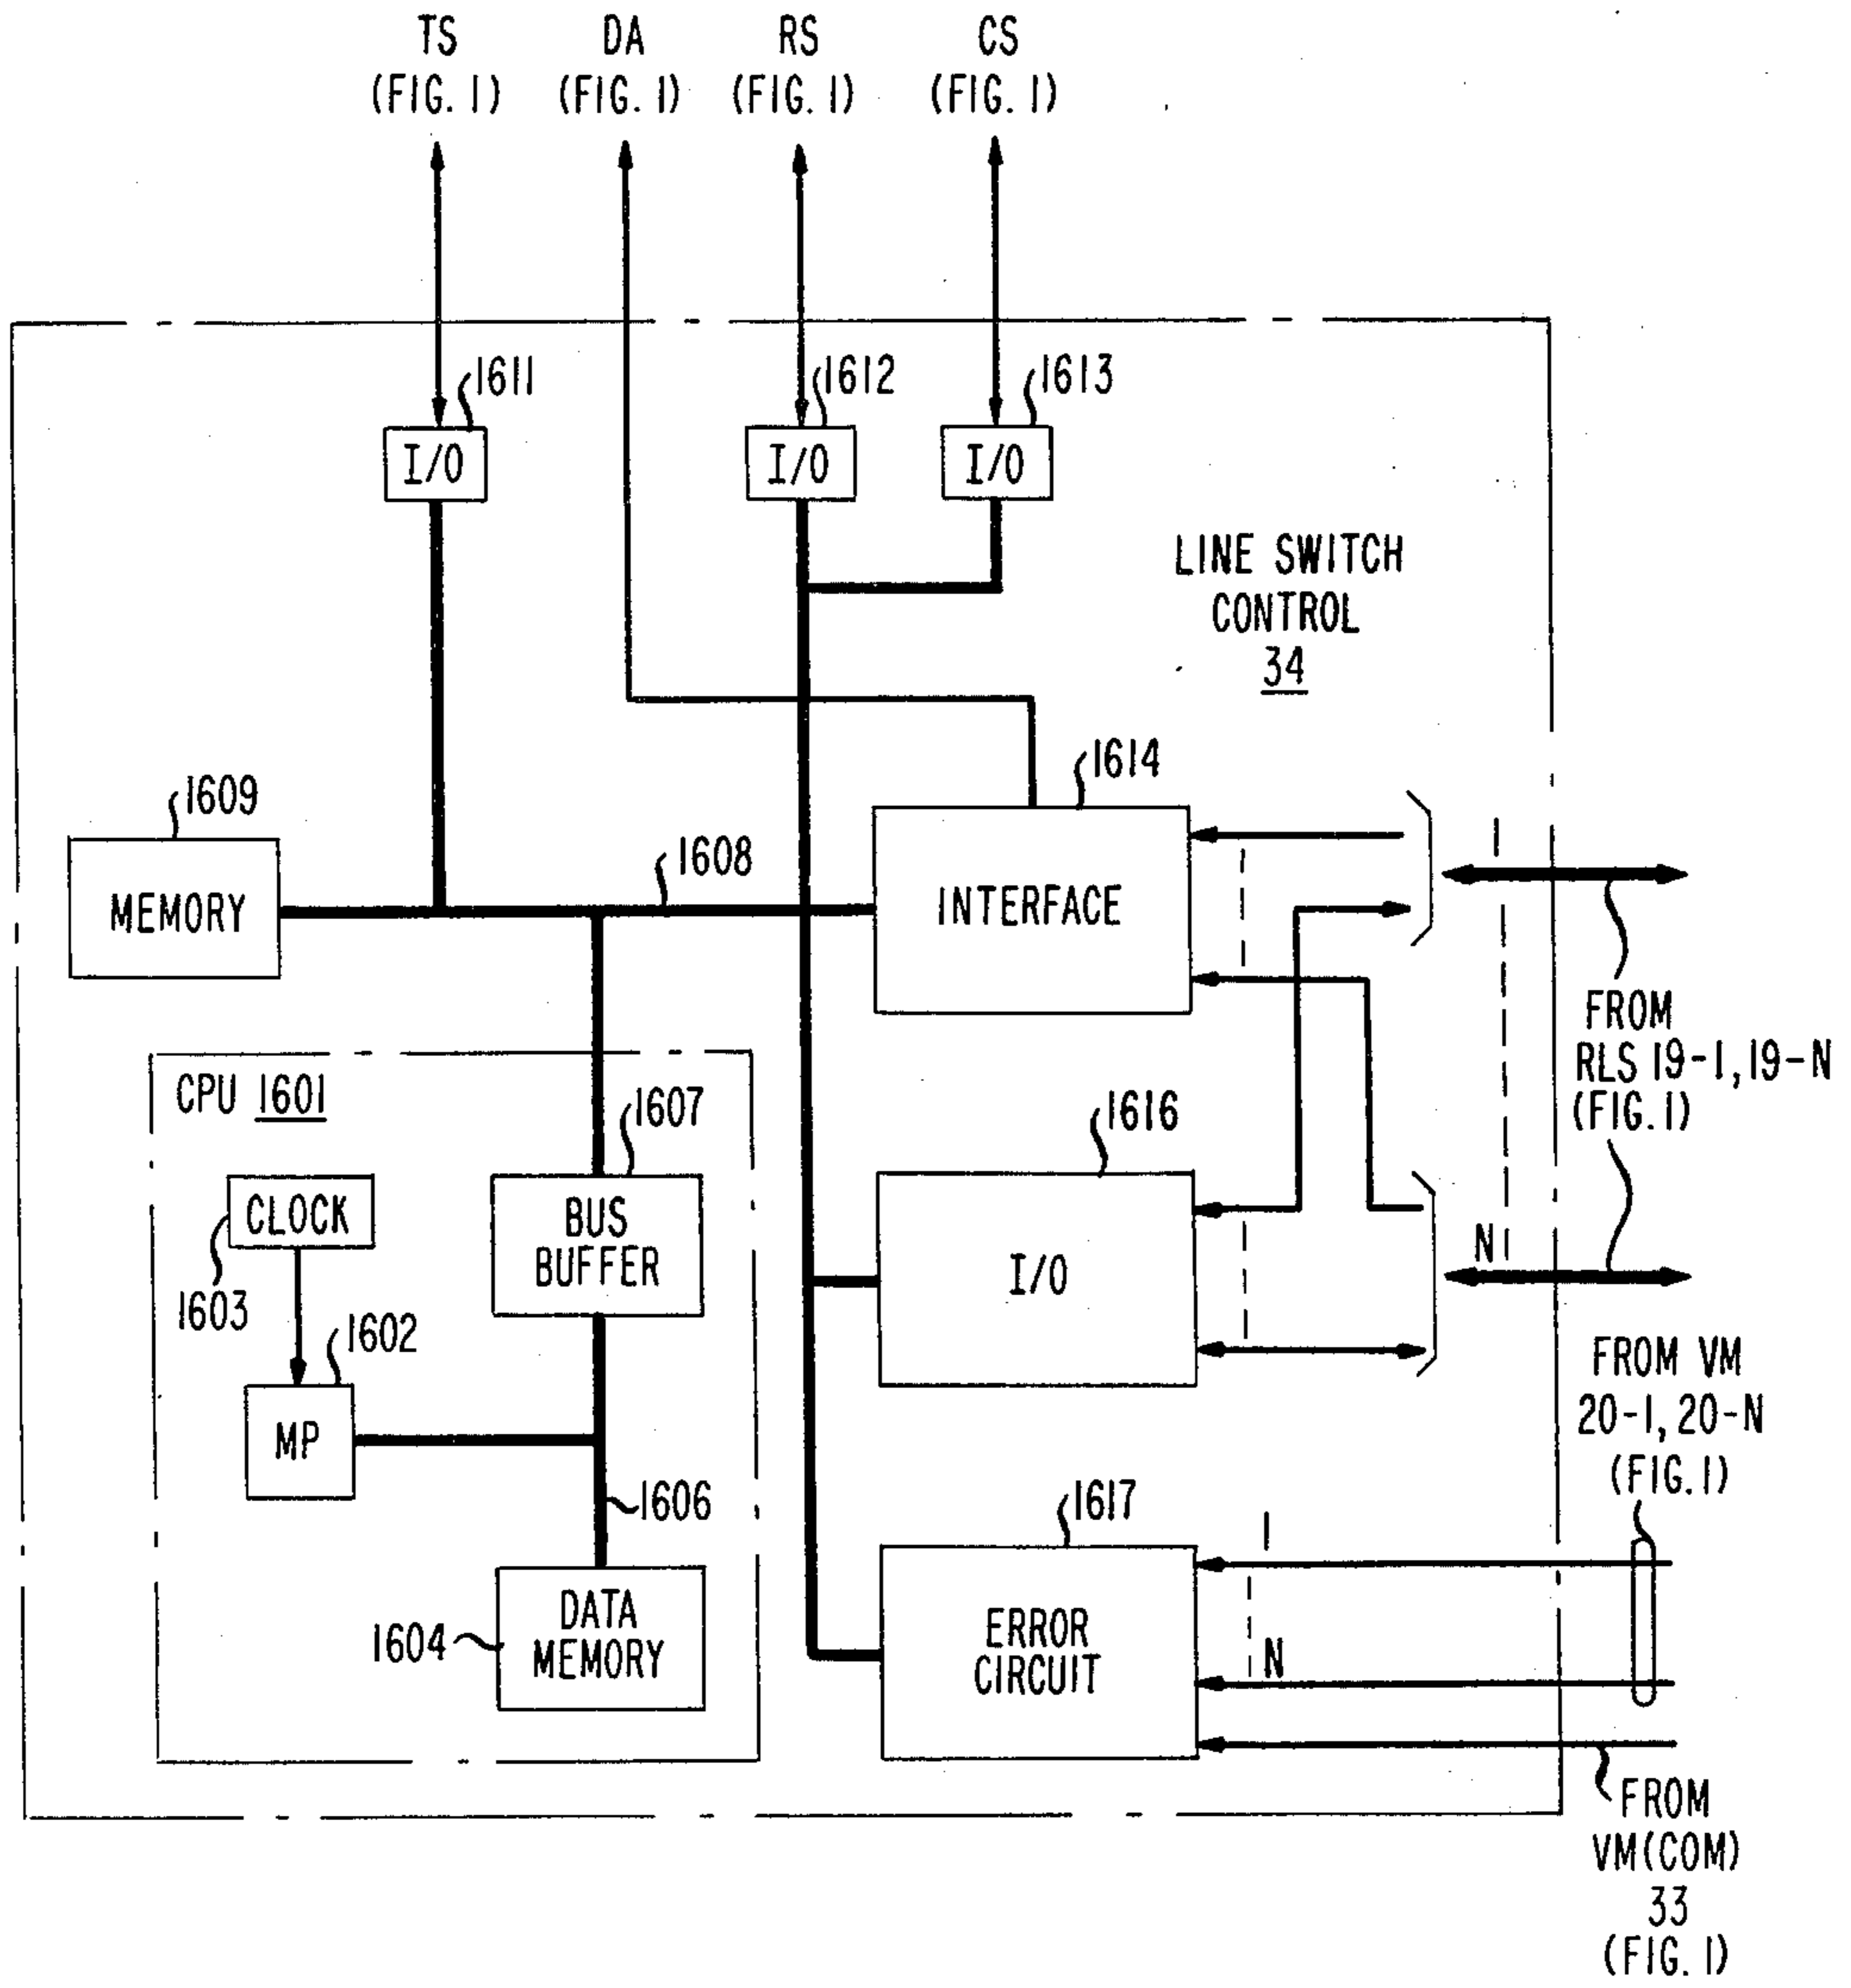 TS
(FIG. 1)
DA
(FIG. 1)
RS
(FIG. 1)
CS
(FIG. 1)
1611
I/O
1612
I/O
1613
I/O
LINE SWITCH
CONTROL
34
1609
MEMORY
1608
1614
INTERFACE
1
FROM
RLS 19-1, 19-N
(FIG. 1)
N
CPU 1601
1607
BUS
BUFFER
CLOCK
1603
1602
MP
1606
1604
DATA
MEMORY
1616
I/O
FROM VM
20-1, 20-N
(FIG. 1)
1617
ERROR
CIRCUIT
1
N
FROM
VM(COM)
33
(FIG. 1)